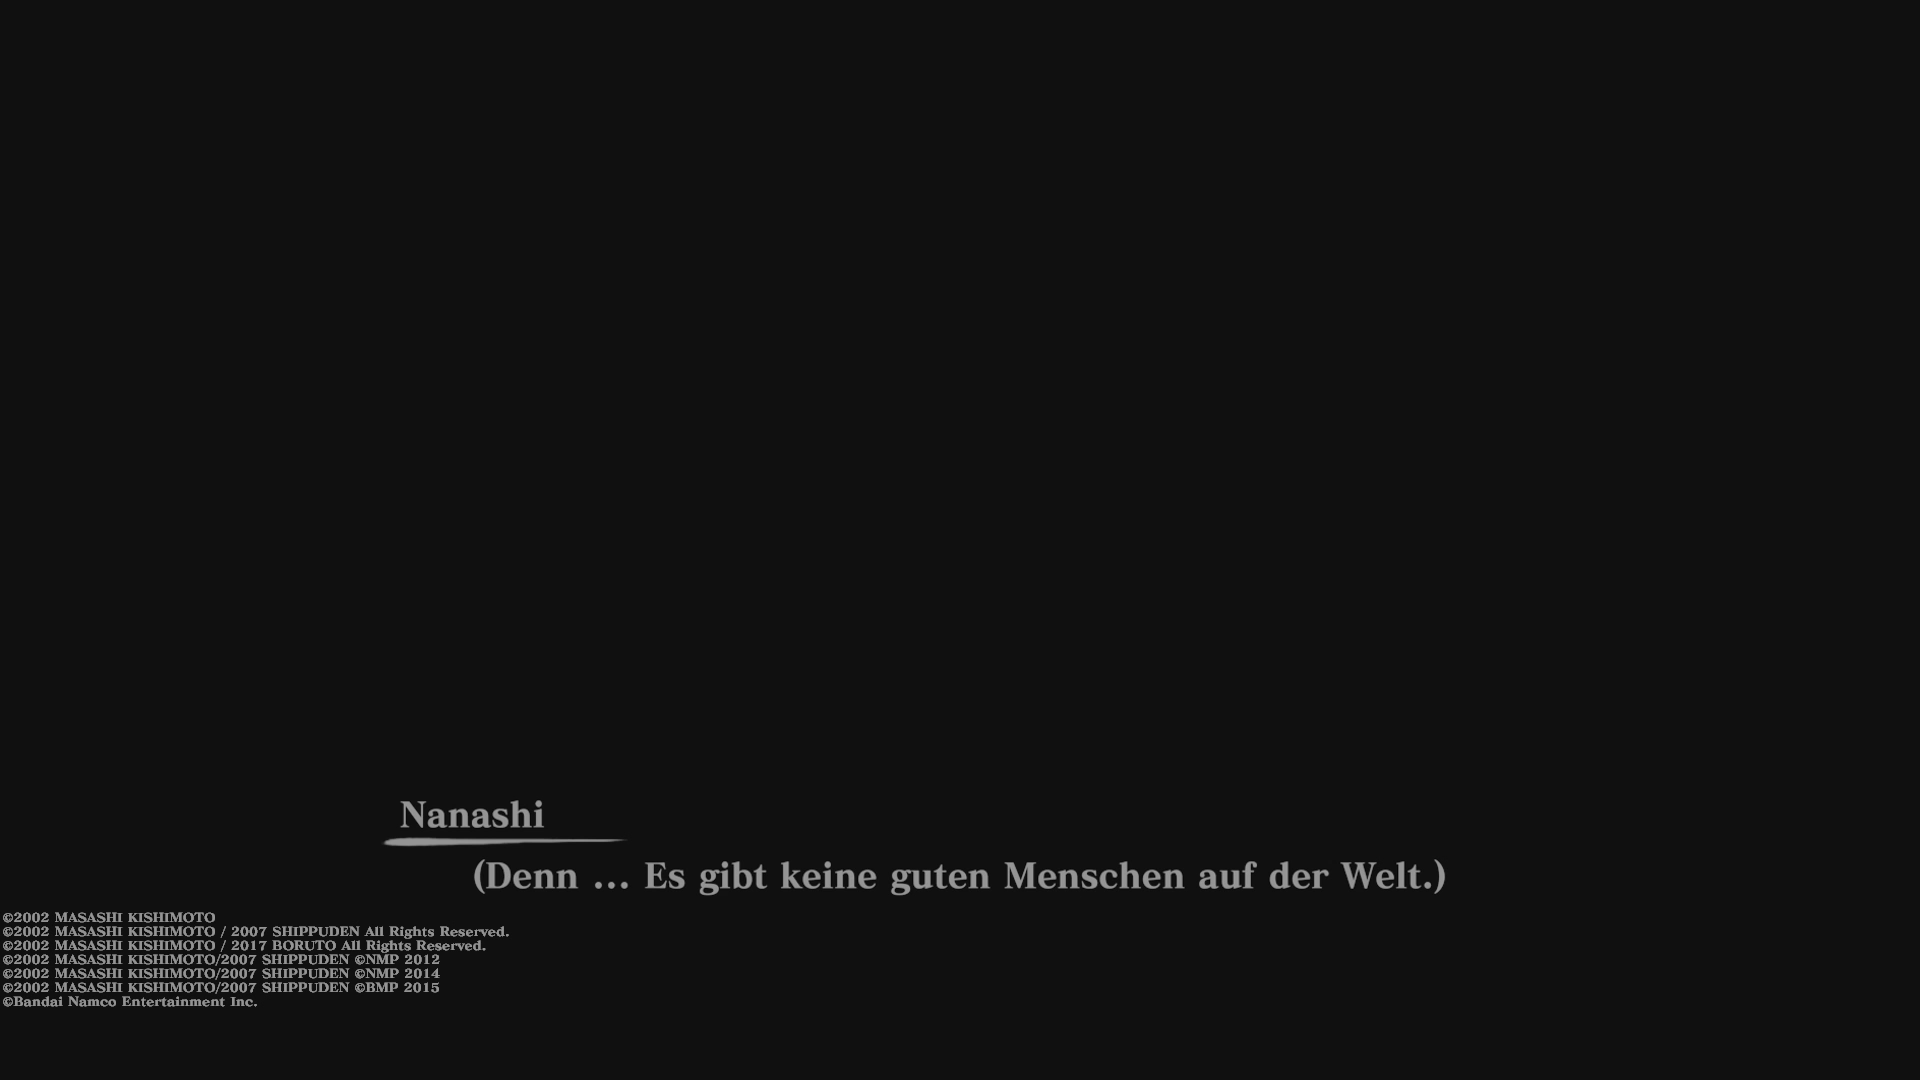 Nanashi
(Denn ... Es gibt keine guten Menschen auf der Welt.)
©2002 MASASHI KISHIMOTO
©2002 MASASHI KISHIMOTO / 2007 SHIPPUDEN All Rights Reserved.
©2002 MASASHI KISHIMOTO / 2017 BORUTO All Rights Reserved.
©2002 MASASHI KISHIMOTO/2007 SHIPPUDEN ©NMP 2012
©2002 MASASHI KISHIMOTO/2007 SHIPPUDEN ©NMP 2014
©2002 MASASHI KISHIMOTO/2007 SHIPPUDEN ©BMP 2015
©Bandai Namco Entertainment Inc.